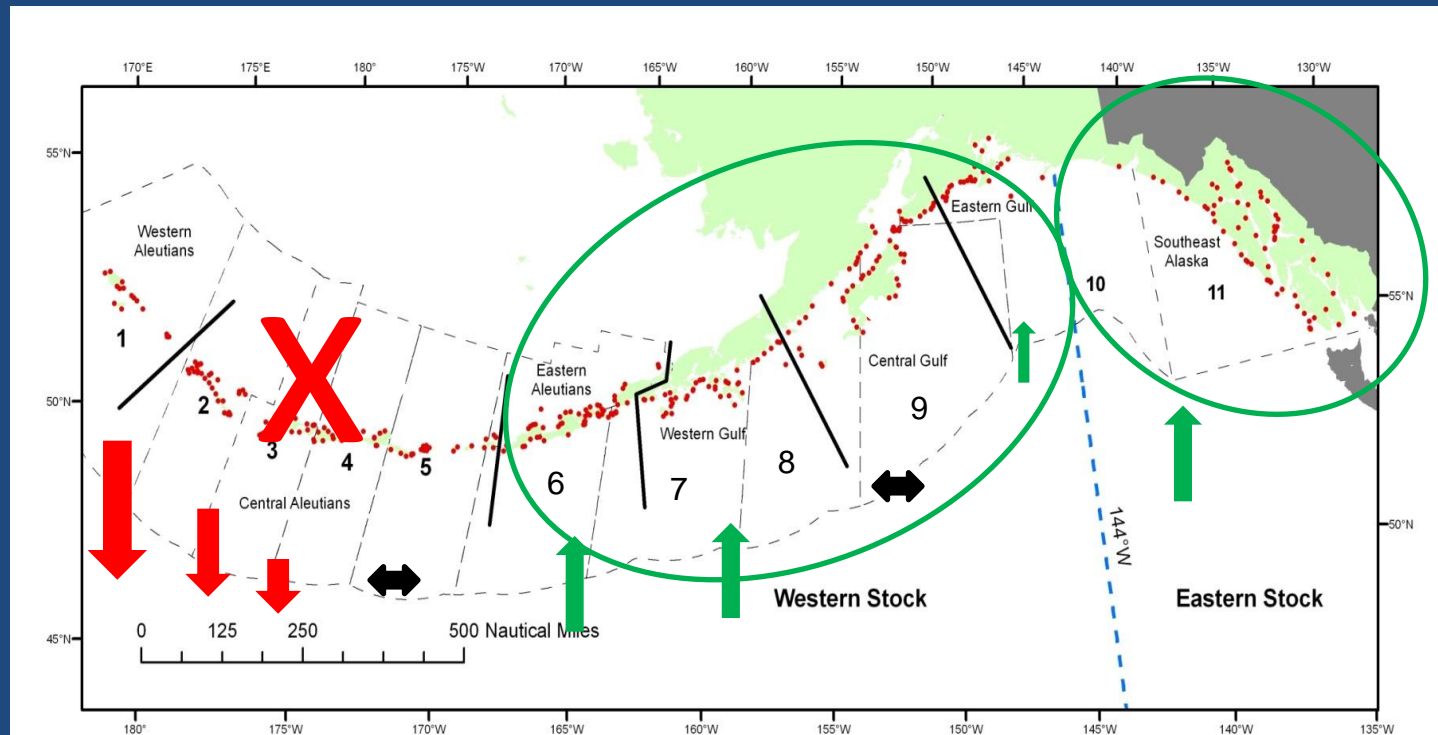 170°E 175°E 180° 175°W 170°W 165°W 160°W 155°W 150°W 145°W 140°W 135°W 130°W
55°N
Western
Aleutians
Eastern Gulf
Southeast
Alaska
10
11
55°N
1
X
Eastern
Aleutians
Central Gulf
50°N
2
3
4
5
Western Gulf
9
6
7
8
Central Aleutians
50°N
144°W
Western Stock
Eastern Stock
0 125 250 500 Nautical Miles
45°N
180° 175°W 170°W 165°W 160°W 155°W 150°W 145°W 140°W 135°W